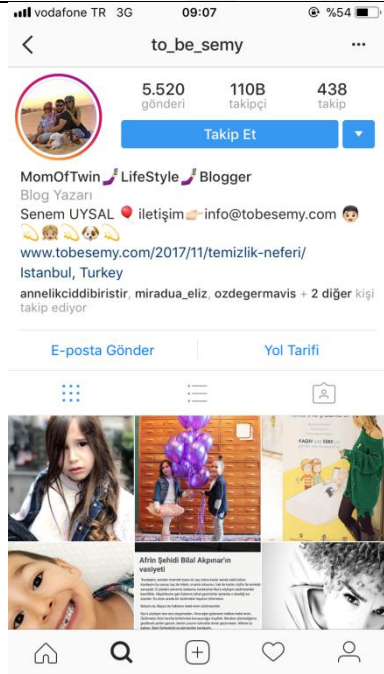 vodafone TR 3G 09:07 %54
to_be_semy
5.520 110B 438
gönderi takipçi takip
Takip Et
MomOfTwin LifeStyle Blogger
Blog Yazarı
Senem UYSAL iletişim info@tobesemy.com
www.tobesemy.com/2017/11/temizlik-neferi/
Istanbul, Turkey
annelikciddibiristir, miradua_eliz, ozdegermavis + 2 diğer kişi
takip ediyor
E-posta Gönder Yol Tarifi
Afrin Şehidi Bilal Akpınar'ın
vasiyeti